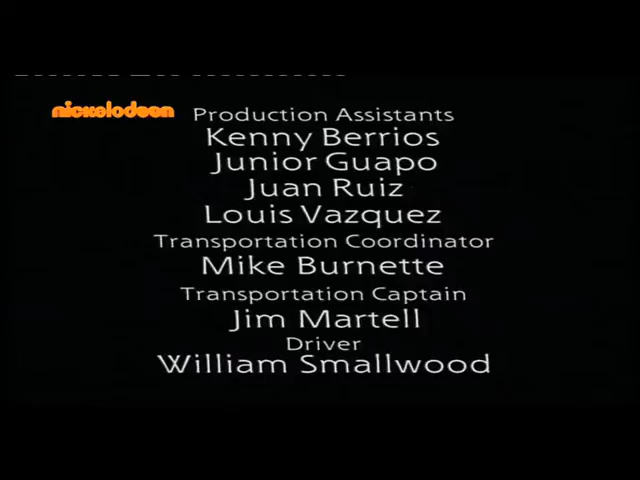 nickelodeon
Production Assistants
Kenny Berrios
Junior Guapo
Juan Ruiz
Louis Vazquez
Transportation Coordinator
Mike Burnette
Transportation Captain
Jim Martell
Driver
William Smallwood